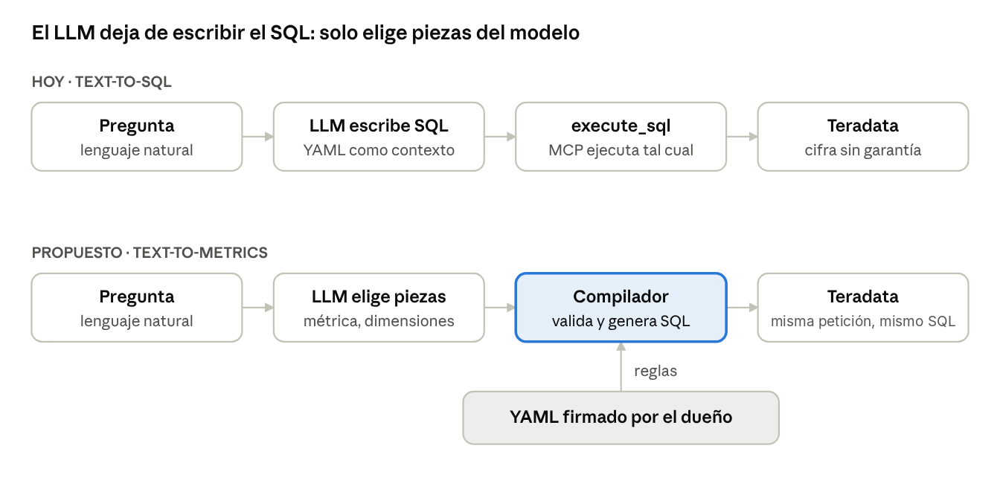 El LLM deja de escribir el SQL: solo elige piezas del modelo
HOY · TEXT-TO-SQL
Pregunta
lenguaje natural
LLM escribe SQL
YAML como contexto
execute_sql
MCP ejecuta tal cual
Teradata
cifra sin garantía
PROPUESTO · TEXT-TO-METRICS
Pregunta
lenguaje natural
LLM elige piezas
métrica, dimensiones
Compilador
valida y genera SQL
Teradata
misma petición, mismo SQL
reglas
YAML firmado por el dueño